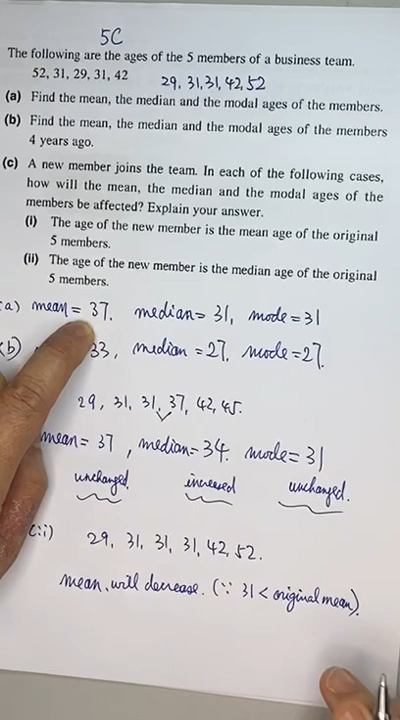 5C
The following are the ages of the 5 members of a business team.
52, 31, 29, 31, 42 29, 31, 31, 42, 52
(a) Find the mean, the median and the modal ages of the members.
(b) Find the mean, the median and the modal ages of the members
4 years ago.
(c) A new member joins the team. In each of the following cases,
how will the mean, the median and the modal ages of the
members be affected? Explain your answer.
(i) The age of the new member is the mean age of the original
5 members.
(ii) The age of the new member is the median age of the original
5 members.
a) mean = 37. median = 31, mode = 31
(b) 33, median = 27, mode = 27.
29, 31, 31, 37, 42, 45.
mean = 37, median = 34. mode = 31
unchanged. increased unchanged.
(ii) 29, 31, 31, 31, 42, 52.
mean, will decrease. (∵ 31 < original mean).